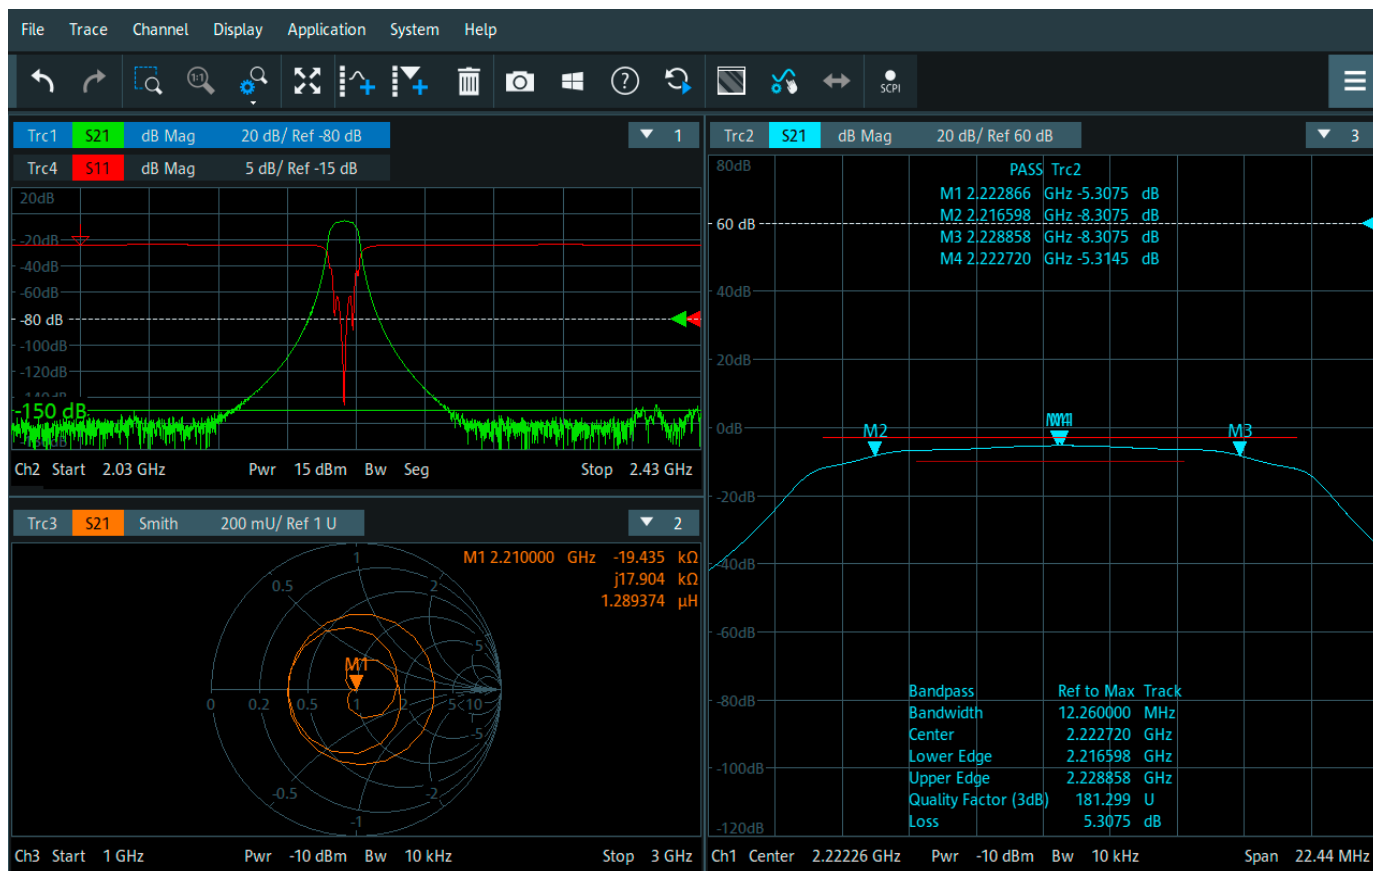 File Trace Channel Display Application System Help
1:1 ? SCPI
Trc1 S21 dB Mag 20 dB/ Ref -80 dB 1
Trc4 S11 dB Mag 5 dB/ Ref -15 dB
20dB
-20dB
-40dB
-60dB
-80 dB
-100dB
-120dB
-140dB
-150 dB
Ch2 Start 2.03 GHz Pwr 15 dBm Bw Seg Stop 2.43 GHz
Trc3 S21 Smith 200 mU/ Ref 1 U 2
M1 2.210000 GHz -19.435 kΩ
j17.904 kΩ
1.289374 µH
1
0.5 2
5
M1
0 0.2 0.5 1 2 5 10
-5
-0.5 -2
-1
Ch3 Start 1 GHz Pwr -10 dBm Bw 10 kHz Stop 3 GHz
Trc2 S21 dB Mag 20 dB/ Ref 60 dB 3
80dB
PASS Trc2
M1 2.222866 GHz -5.3075 dB
M2 2.216598 GHz -8.3075 dB
M3 2.228858 GHz -8.3075 dB
M4 2.222720 GHz -5.3145 dB
60 dB
40dB
20dB
0dB
M2 M3
-20dB
-40dB
-60dB
-80dB
-100dB
-120dB
Bandpass Ref to Max Track
Bandwidth 12.260000 MHz
Center 2.222720 GHz
Lower Edge 2.216598 GHz
Upper Edge 2.228858 GHz
Quality Factor (3dB) 181.299 U
Loss 5.3075 dB
Ch1 Center 2.22226 GHz Pwr -10 dBm Bw 10 kHz Span 22.44 MHz